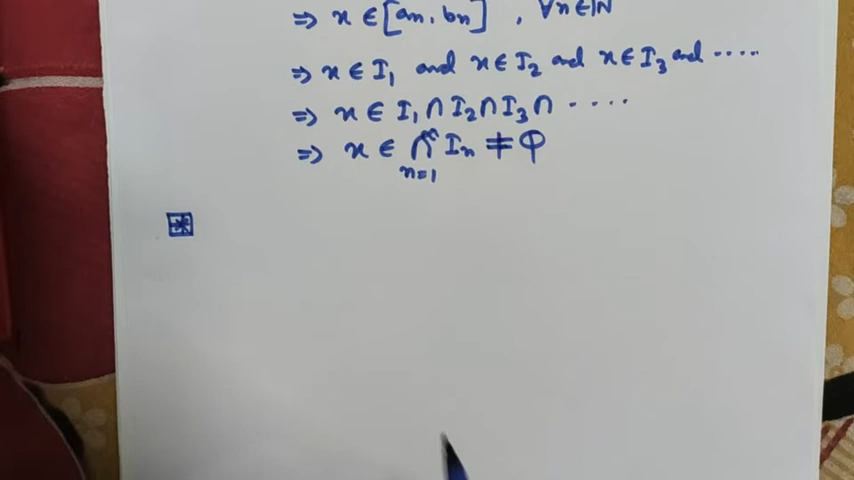 ⇒ x ∈ [an, bn] , ∀n∈ℕ
⇒ x ∈ I₁ and x ∈ I₂ and x ∈ I₃ and .....
⇒ x ∈ I₁ ∩ I₂ ∩ I₃ ∩ ....
⇒ x ∈ ∞∩n=1 In ≠ φ